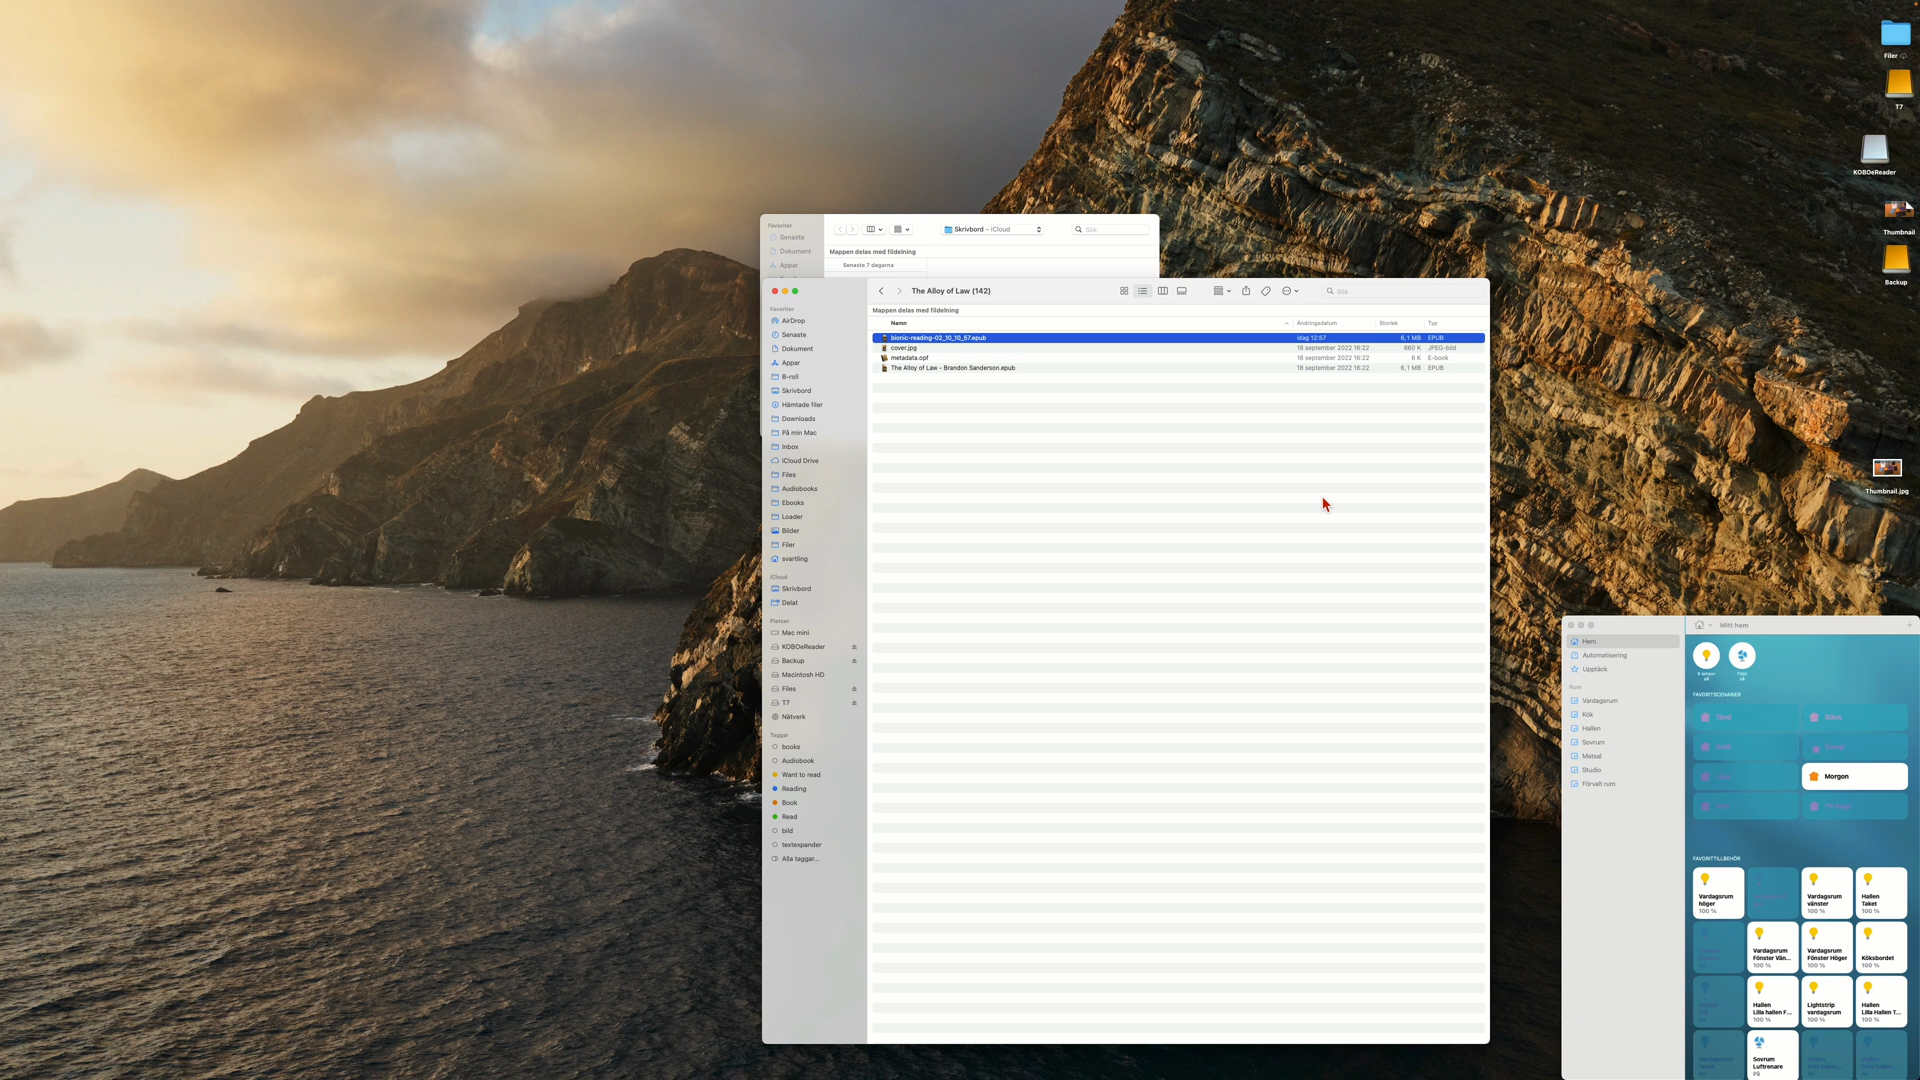 Filer
T7
KOBOeReader
Thumbnail
Backup
Thumbnail.jpg
Favoriter
Senaste
Dokument
Appar
Skrivbord – iCloud
Sök
Mappen delas med fildelning
Senaste 7 dagarna
The Alloy of Law (142)
Sök
Mappen delas med fildelning
Namn Ändringsdatum Storlek Typ
bionic-reading-02_10_10_57.epub idag 12:57 6,1 MB EPUB
cover.jpg 18 september 2022 16:22 660 K JPEG-bild
metadata.opf 18 september 2022 16:22 6 K E-book
The Alloy of Law - Brandon Sanderson.epub 18 september 2022 16:22 6,1 MB EPUB
Favoriter
AirDrop
Senaste
Dokument
Appar
B-roll
Skrivbord
Hämtade filer
Downloads
På min Mac
Inbox
iCloud Drive
Files
Audiobooks
Ebooks
Loader
Bilder
Filer
svartling
iCloud
Skrivbord
Delat
Platser
Mac mini
KOBOeReader
Backup
Macintosh HD
Files
T7
Nätverk
Taggar
books
Audiobook
Want to read
Reading
Book
Read
bild
textexpander
Alla taggar...
Mitt hem
Hem
Automatisering
Upptäck
Rum
Vardagsrum
Kök
Hallen
Sovrum
Matsal
Studio
Förvalt rum
FAVORITSCENARIER
Morgon
FAVORITTILLBEHÖR
Vardagsrum
höger
100 %
Vardagsrum
vänster
100 %
Hallen
Taket
100 %
Vardagsrum
Fönster Vän...
100 %
Vardagsrum
Fönster Höger
100 %
Köksbordet
100 %
Hallen
Lilla hallen F...
100 %
Lightstrip
vardagsrum
100 %
Hallen
Lilla Hallen T...
100 %
Sovrum
Luftrenare
På